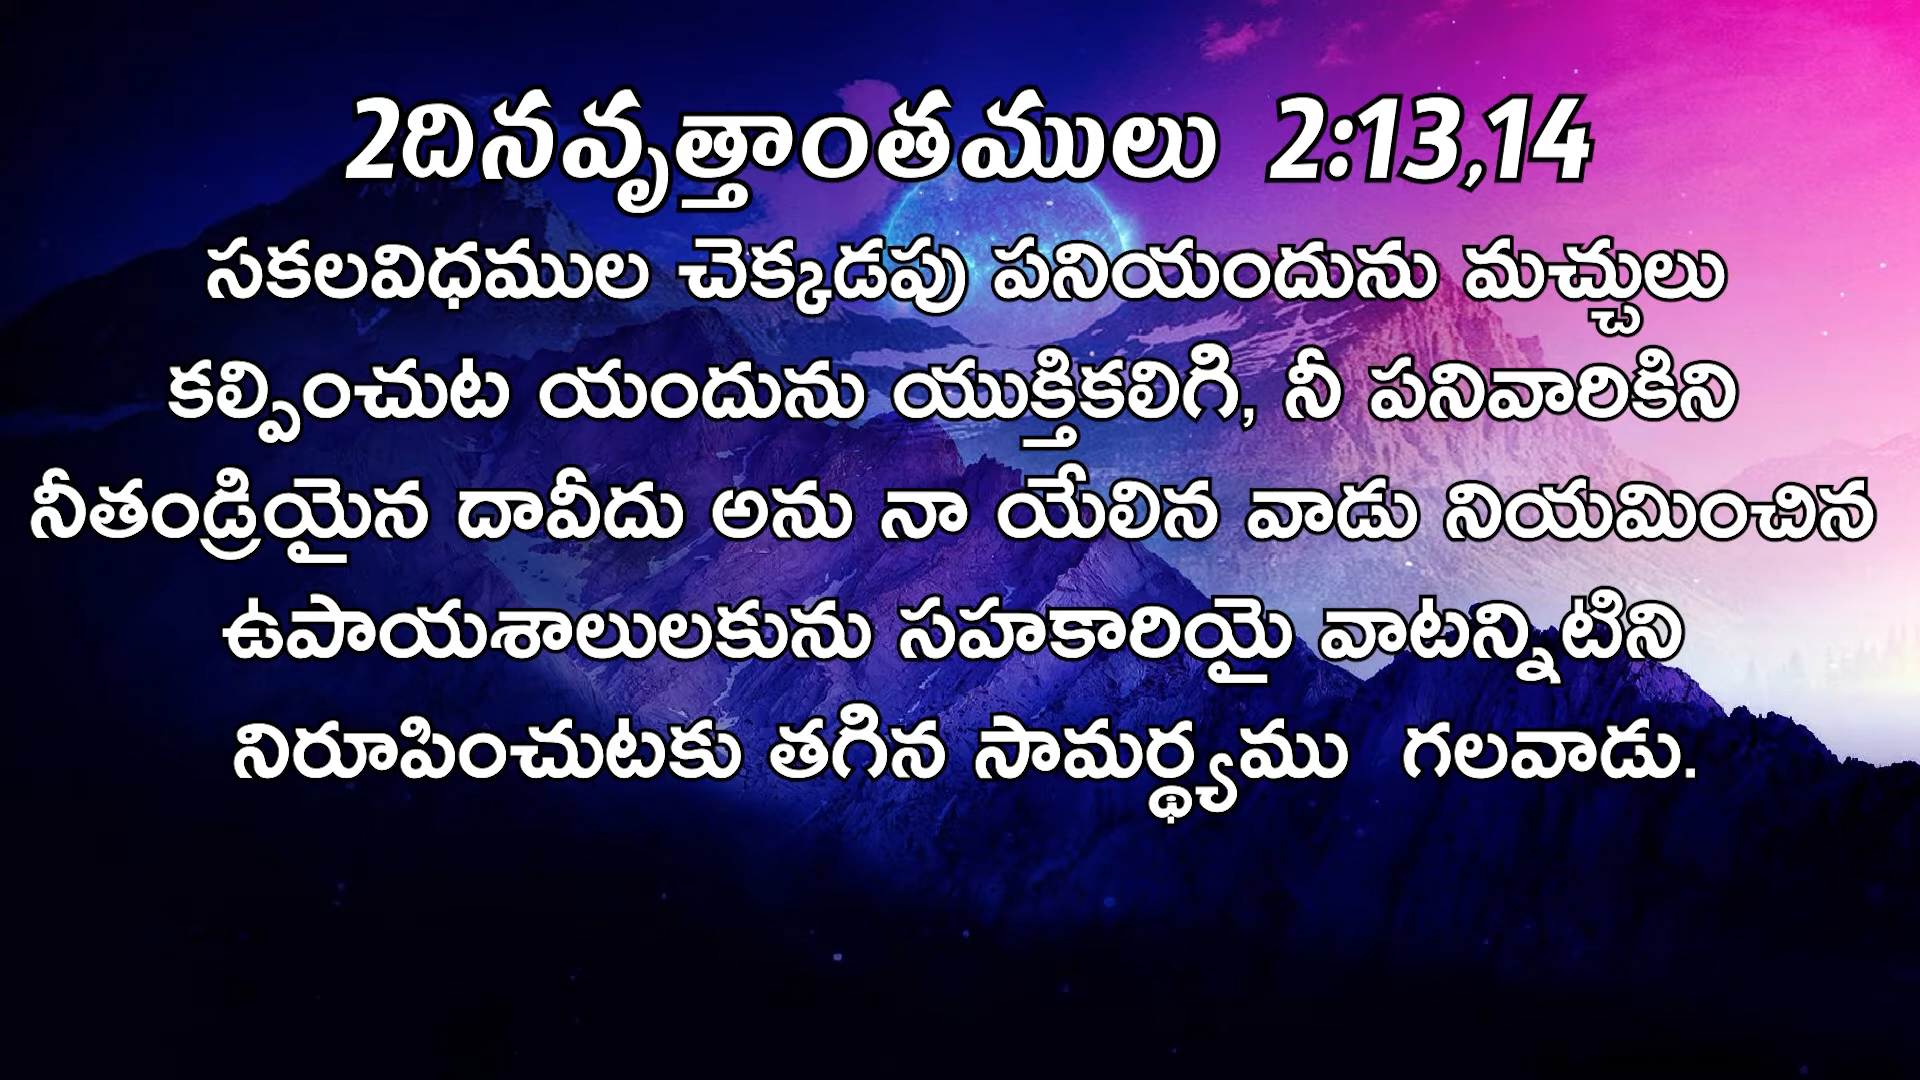 2దినవృత్తాంతములు 2:13,14
సకలవిధముల చెక్కడపు పనియందును మచ్చులు
కల్పించుట యందును యుక్తికలిగి, నీ పనివారికిని
నీతండ్రియైన దావీదు అను నా యేలిన వాడు నియమించిన
ఉపాయశాలులకును సహకారియై వాటన్నిటిని
నిరూపించుటకు తగిన సామర్థ్యము గలవాడు.